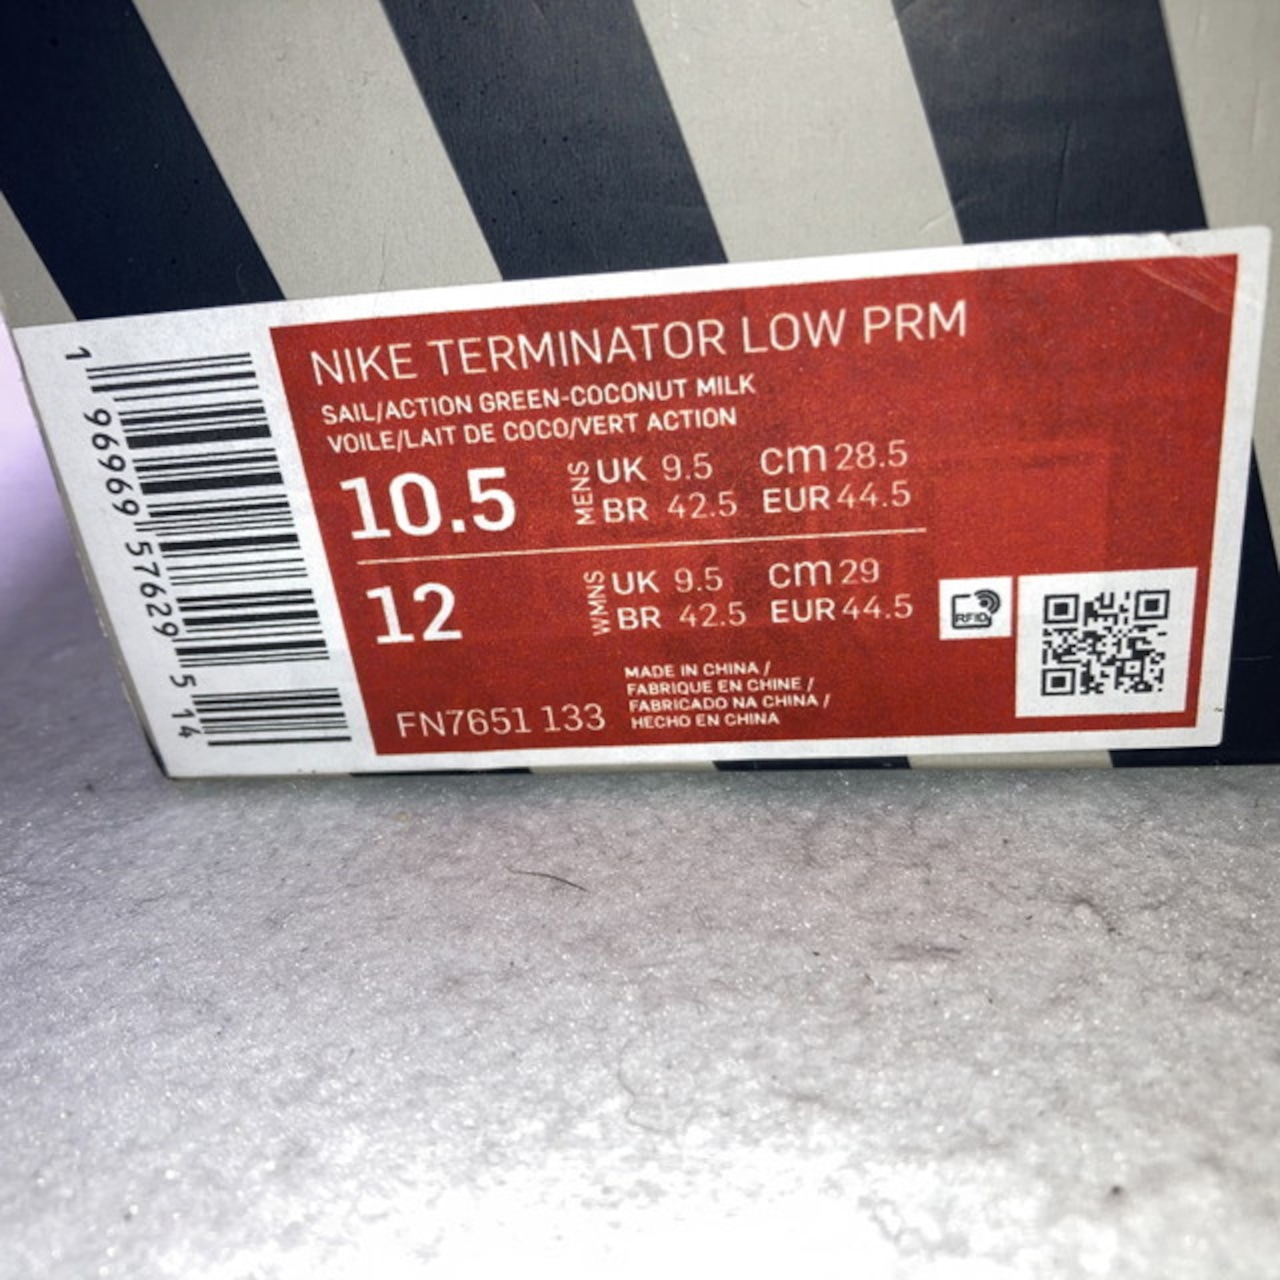 NIKE TERMINATOR LOW PRM
SAIL/ACTION GREEN-COCONUT MILK
VOILE/LAIT DE COCO/VERT ACTION
10.5 MENS UK 9.5 cm 28.5
BR 42.5 EUR 44.5
12 WMNS UK 9.5 cm 29
BR 42.5 EUR 44.5
RFID
FN7651 133
MADE IN CHINA /
FABRIQUE EN CHINE /
FABRICADO NA CHINA /
HECHO EN CHINA
1 96969 57629 5 14